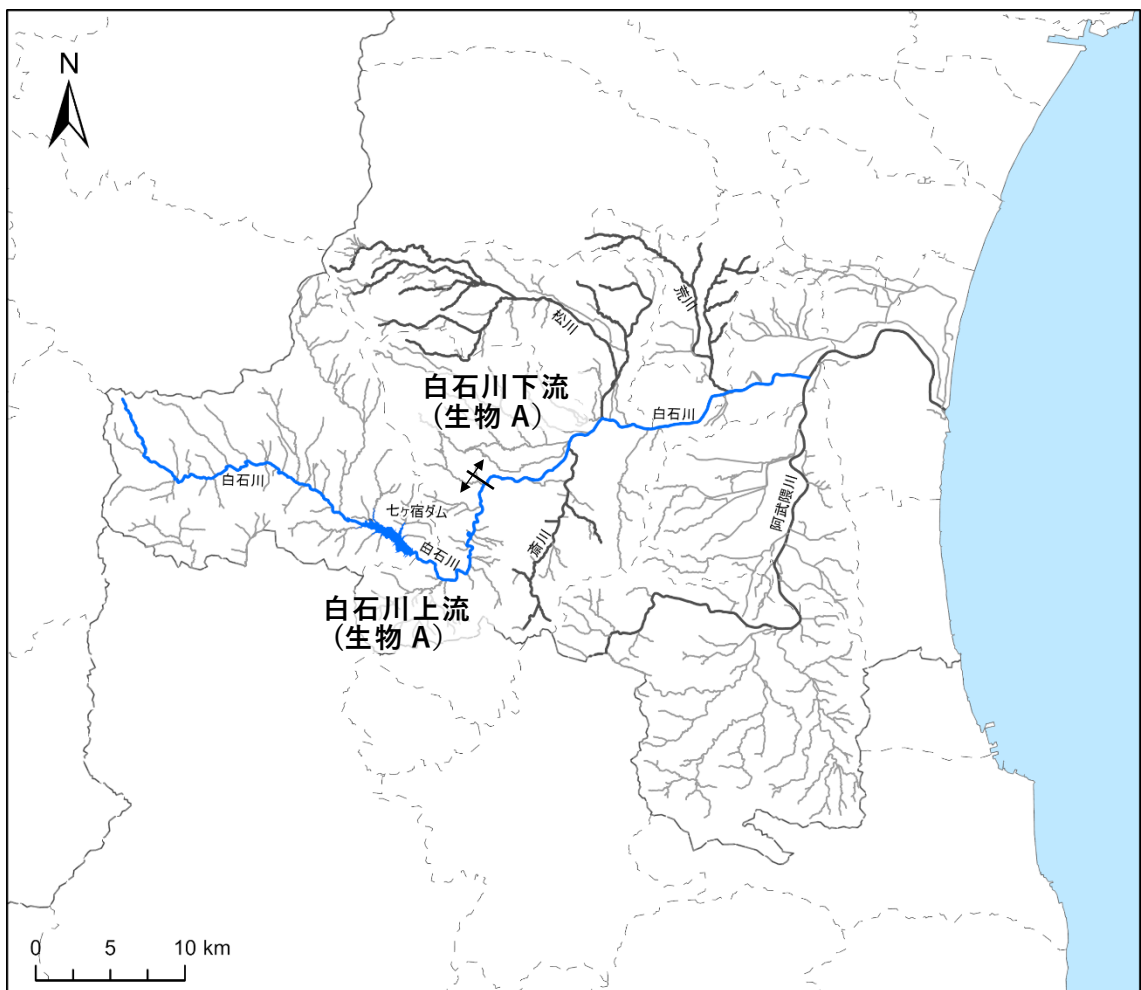 N
荒川
松川
白石川下流
(生物 A)
白石川
白石川
七ヶ宿ダム
阿武隈川
白石川
斎川
白石川上流
(生物 A)
0 5 10 km